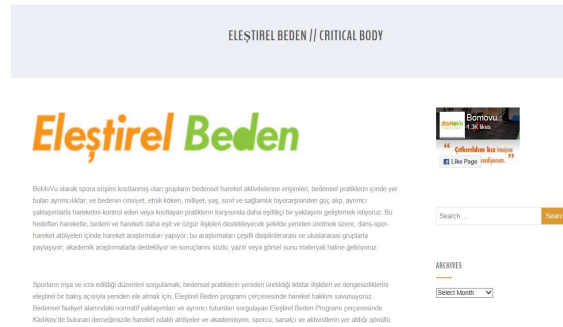 ELEŞTIREL BEDEN // CRITICAL BODY
Eleştirel Beden
BoMoVu olarak spora erişimi kısıtlanmış olan grupların bedensel hareket aktivitelerine erişimleri, bedensel pratiklerin içinde yer
bulan ayrımcılıklar; ve bedenin cinsiyet, etnik köken, milliyet, yaş, sınıf ve sağlamlık hiyerarşisinden güç alıp, ayrımcı
yaklaşımlarla hareketim kontrol eden veya kısıtlayan pratiklerin karşısında daha eşitlikçi bir yaklaşımı geliştirmek istiyoruz. Bu
hedeften hareketle, bedeni ve hareketi daha eşit ve özgür ilişkileri destekleyecek şekilde yeniden üretmek üzere, dans-spor-
hareket atölyeleri içinde hareket araştırmaları yapıyor; bu araştırmaları çeşitli disiplinlerarası ve uluslararası gruplarla
paylaşıyor; akademik araştırmalarla destekliyor ve sonuçlarını sözlü, yazılı veya görsel sunu materyali haline getiriyoruz.
Sporların inşa ve icra edildiği düzenleri sorgulamak, bedensel pratiklerin yeniden üretildiği iktidar ilişkileri ve dengesizliklerini
eleştirel bir bakış açısıyla yeniden ele almak için, Eleştirel Beden programı çerçevesinde hareket hakkını savunuyoruz.
Bedensel faaliyet alanındaki normatif yaklaşımları ve ayrımcı tutumları sorgulayan Eleştirel Beden Programı çerçevesinde
Kadıköy'de bulunan derneğimizde hareket odaklı atölyeler ve akademisyen, sporcu, sanatçı ve aktivistlerin yer aldığı gönüllü
BoMoVu
Bomovu
4.3K likes
Like Page
Search ...
Search
ARCHIVES
Select Month